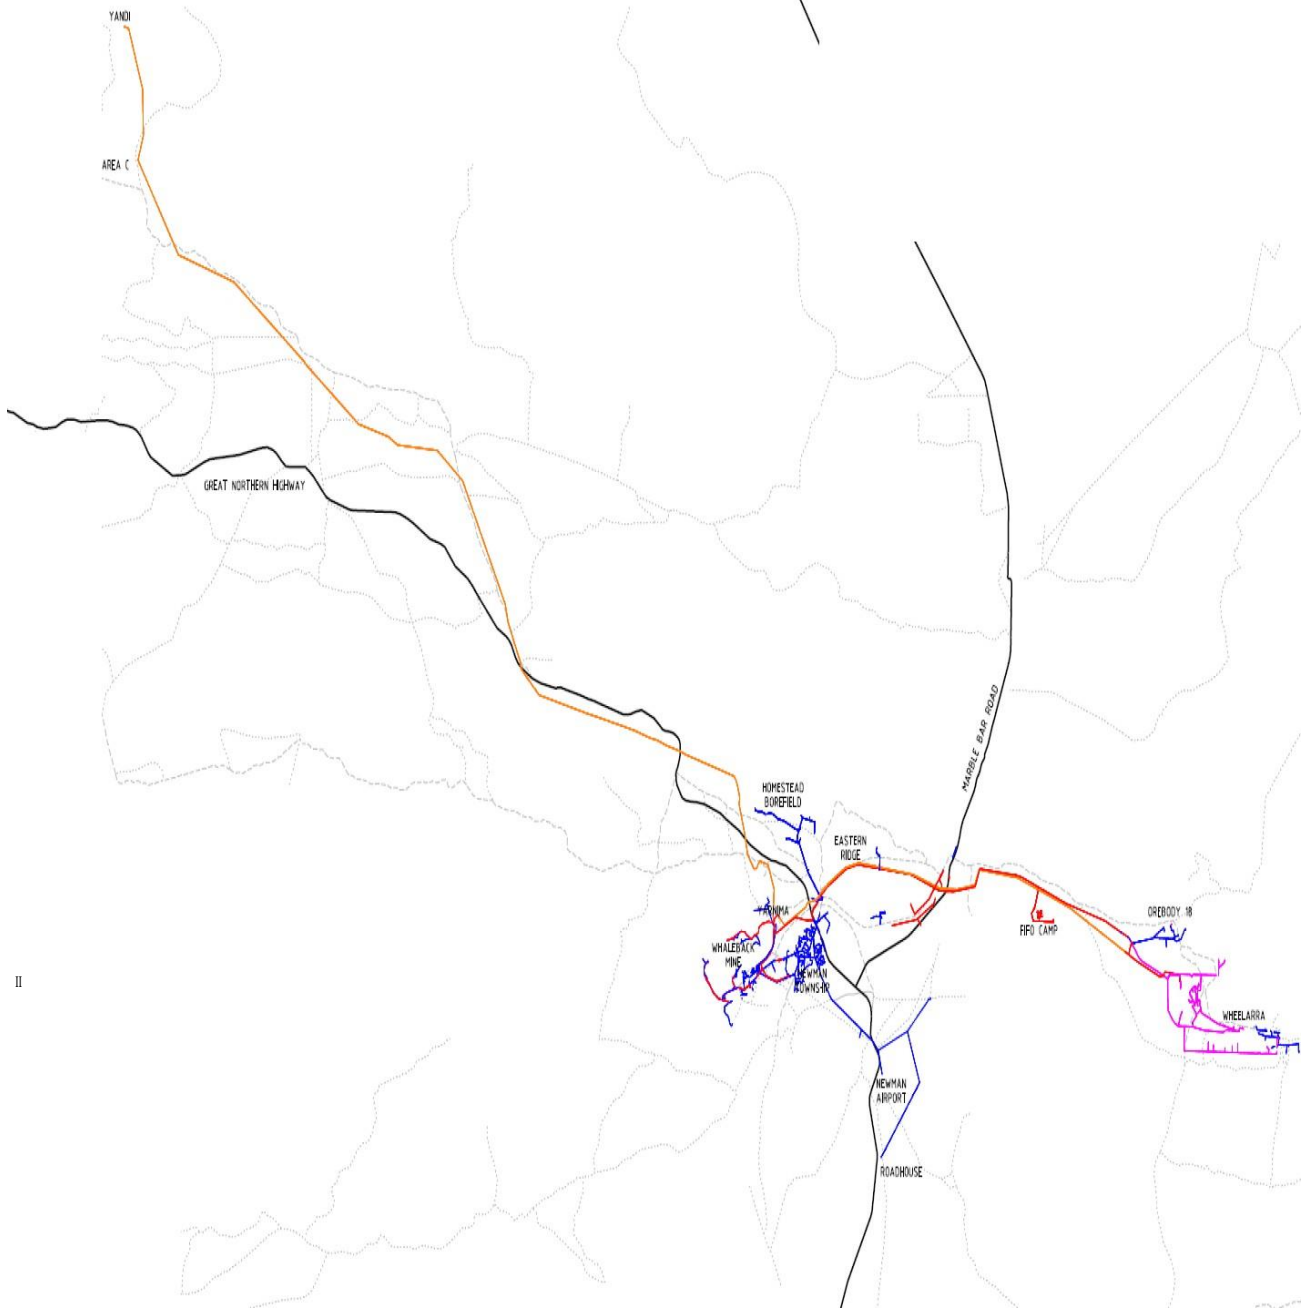 YANDI
AREA C
GREAT NORTHERN HIGHWAY
MARBLE BAR ROAD
HOMESTEAD
BOREFIELD
EASTERN
RIDGE
YARNIMA
OREBODY 18
FIFO CAMP
WHALEBACK
MINE
NEWMAN
TOWNSHIP
II
WHEELARRA
NEWMAN
AIRPORT
ROADHOUSE